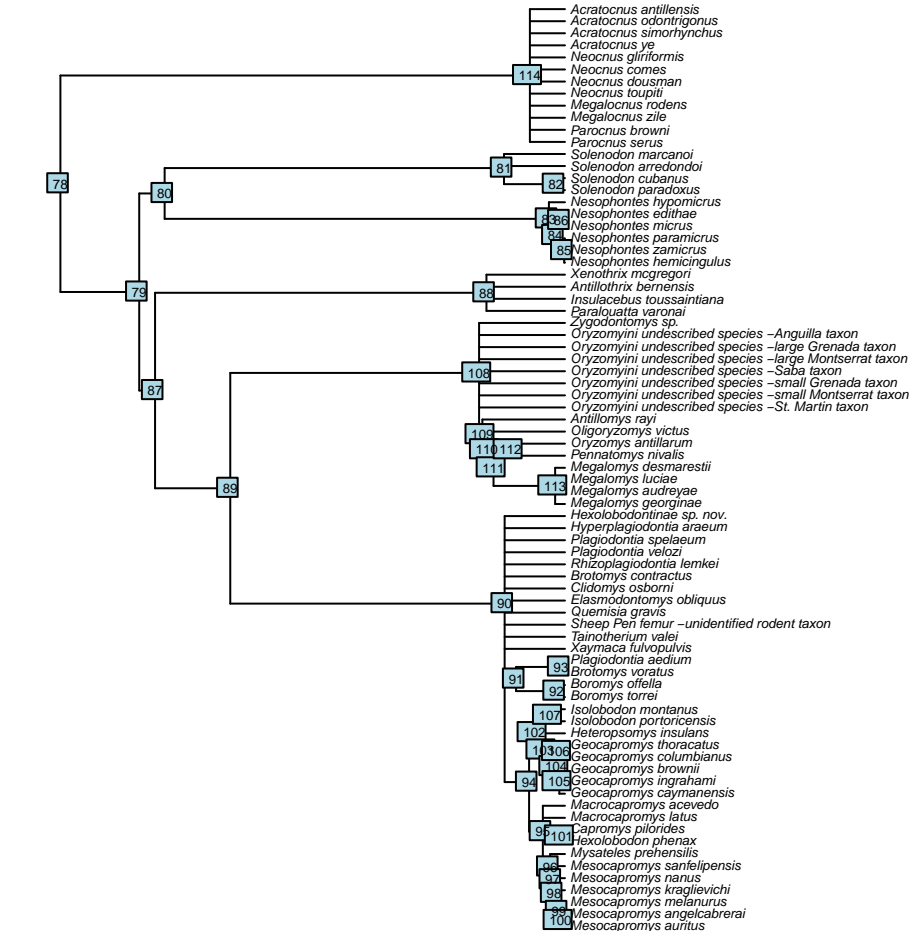 Acratocnus antillensis
Acratocnus odontrigonus
Acratocnus simorhynchus
Acratocnus ye
Neocnus gliriformis
Neocnus comes
114
Neocnus dousman
Neocnus toupiti
Megalocnus rodens
Megalocnus zile
Parocnus browni
Parocnus serus
Solenodon marcanoi
81
Solenodon arredondoi
Solenodon cubanus
78
82
80
Solenodon paradoxus
Nesophontes hypomicrus
Nesophontes edithae
83
86
Nesophontes micrus
84
Nesophontes paramicrus
85
Nesophontes zamicrus
Nesophontes hemicingulus
Xenothrix mcgregori
Antillothrix bernensis
79
88
Insulacebus toussaintiana
Paralouatta varonai
Zygodontomys sp.
Oryzomyini undescribed species −Anguilla taxon
Oryzomyini undescribed species −large Grenada taxon
Oryzomyini undescribed species −large Montserrat taxon
108
Oryzomyini undescribed species −Saba taxon
Oryzomyini undescribed species −small Grenada taxon
87
Oryzomyini undescribed species −small Montserrat taxon
Oryzomyini undescribed species −St. Martin taxon
Antillomys rayi
109
Oligoryzomys victus
Oryzomys antillarum
110
112
Pennatomys nivalis
111
Megalomys desmarestii
Megalomys luciae
89
113
Megalomys audreyae
Megalomys georginae
Hexolobodontinae sp. nov.
Hyperplagiodontia araeum
Plagiodontia spelaeum
Plagiodontia velozi
Rhizoplagiodontia lemkei
Brotomys contractus
Clidomys osborni
90
Elasmodontomys obliquus
Quemisia gravis
Sheep Pen femur −unidentified rodent taxon
Tainotherium valei
Xaymaca fulvopulvis
93
Plagiodontia aedium
Brotomys voratus
91
92
Boromys offella
Boromys torrei
107
Isolobodon montanus
Isolobodon portoricensis
102
Heteropsomys insulans
103
106
Geocapromys thoracatus
Geocapromys columbianus
104
Geocapromys brownii
94
105
Geocapromys ingrahami
Geocapromys caymanensis
Macrocapromys acevedo
Macrocapromys latus
95
101
Capromys pilorides
Hexolobodon phenax
Mysateles prehensilis
96
Mesocapromys sanfelipensis
97
Mesocapromys nanus
98
Mesocapromys kraglievichi
Mesocapromys melanurus
99
Mesocapromys angelcabrerai
100
Mesocapromys auritus